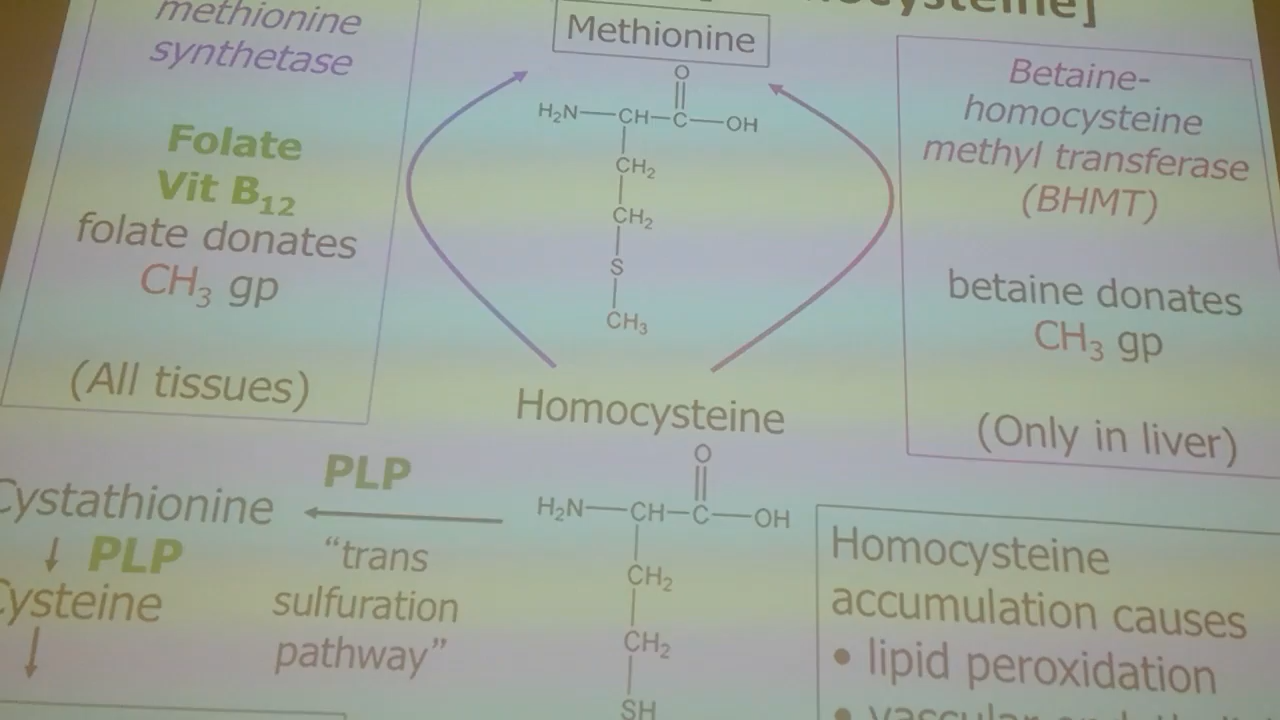 methionine
synthetase
Folate
Vit B12
folate donates
CH3 gp
(All tissues)
Methionine
O
H2N—CH—C—OH
CH2
CH2
S
CH3
Betaine-
homocysteine
methyl transferase
(BHMT)
betaine donates
CH3 gp
(Only in liver)
Homocysteine
O
H2N—CH—C—OH
CH2
CH2
SH
PLP
Cystathionine
↓ PLP
Cysteine
↓
“trans
sulfuration
pathway”
Homocysteine
accumulation causes
• lipid peroxidation